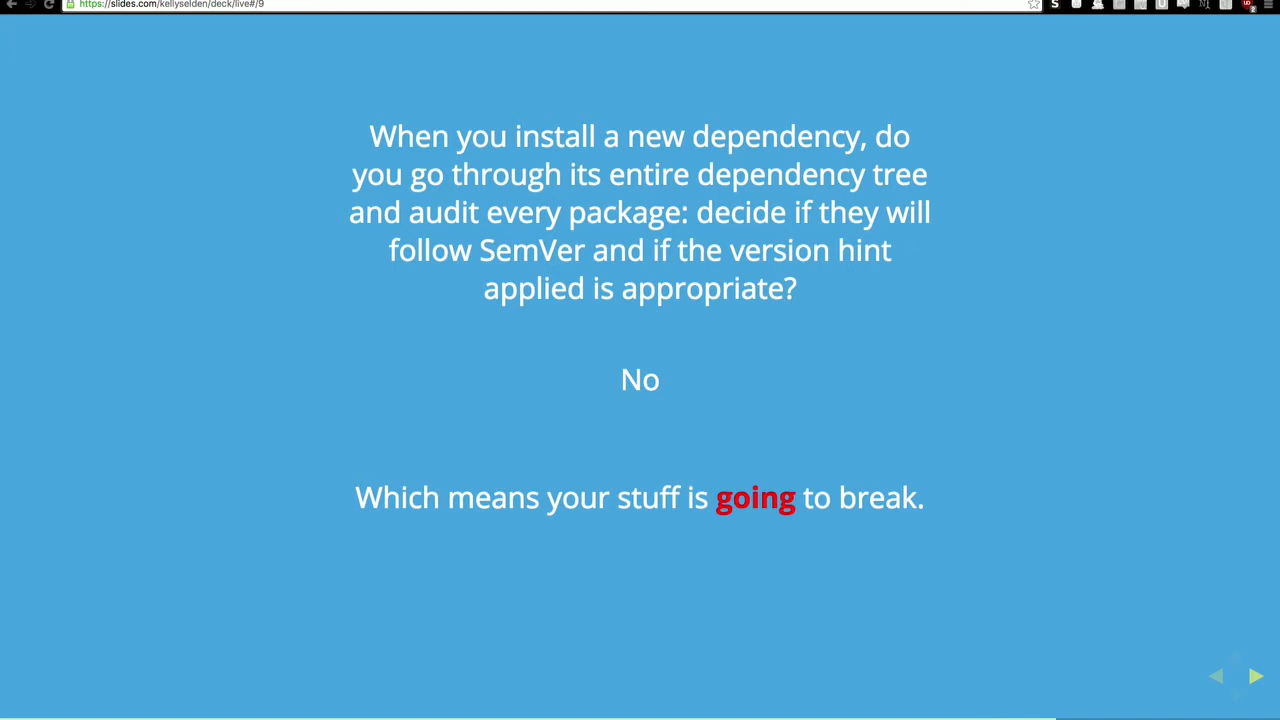 https://slides.com/kellyselden/deck/live#/9
When you install a new dependency, do
you go through its entire dependency tree
and audit every package: decide if they will
follow SemVer and if the version hint
applied is appropriate?
No
Which means your stuff is going to break.